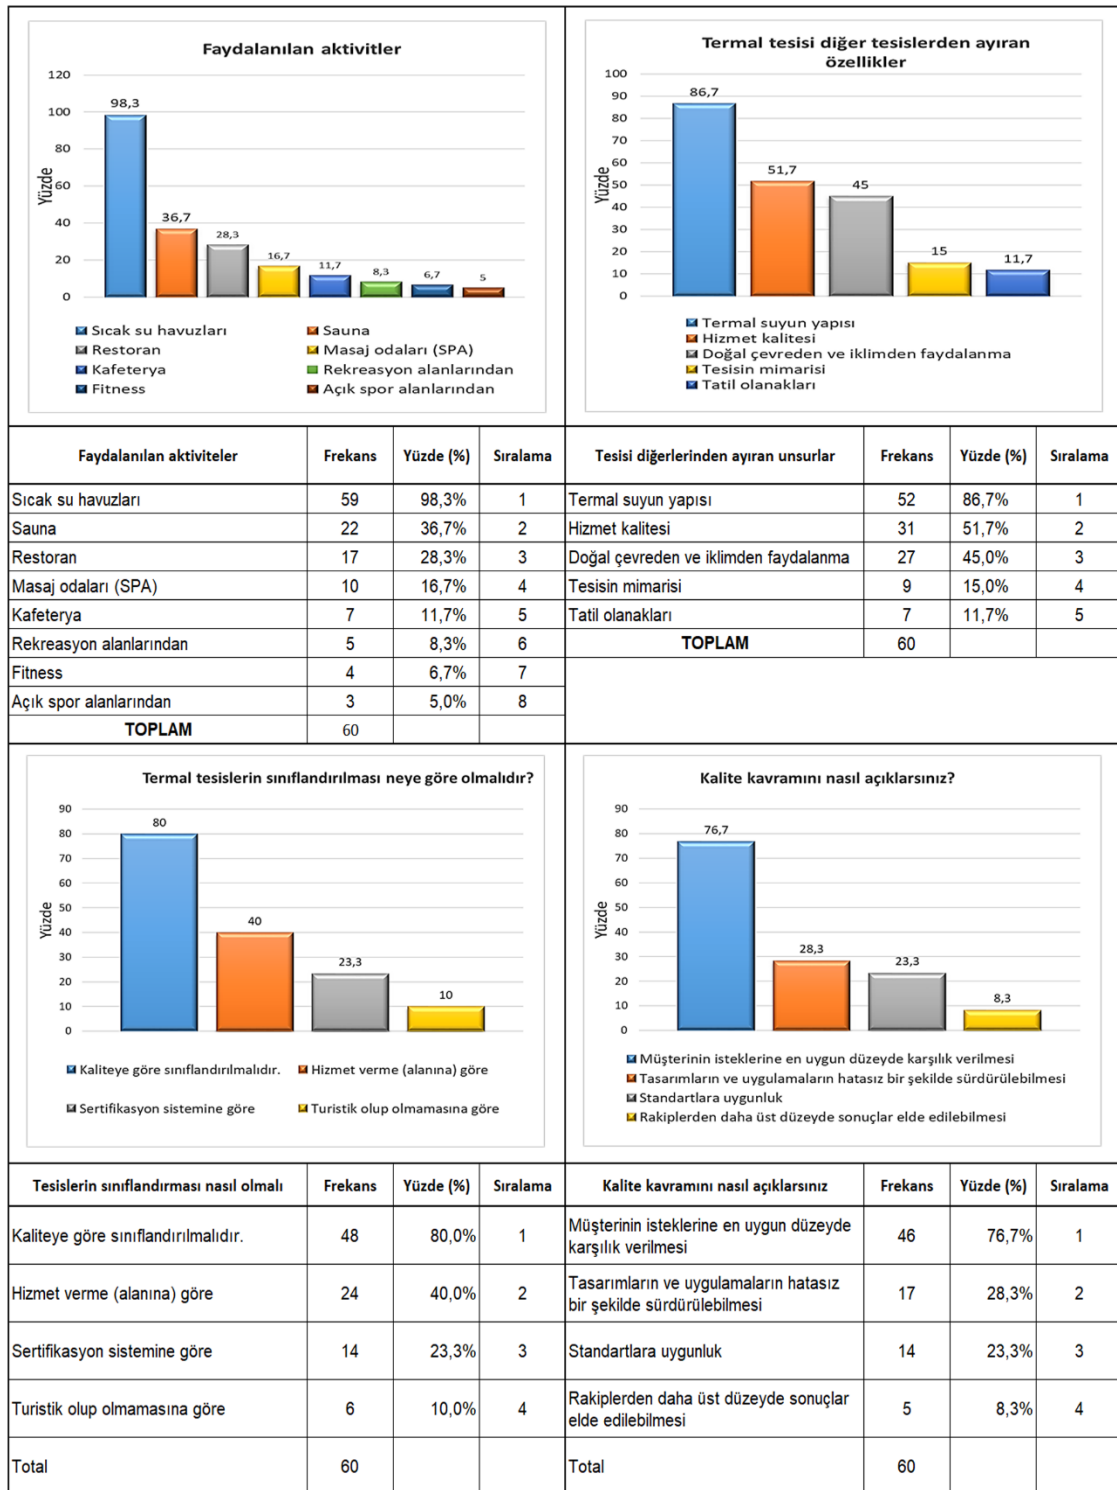 Faydalanılan aktivitler
120
100
80
60
40
20
0
Yüzde
98,3
36,7
28,3
16,7
11,7
8,3
6,7
5
Sıcak su havuzları
Sauna
Restoran
Masaj odaları (SPA)
Kafeterya
Rekreasyon alanlarından
Fitness
Açık spor alanlarından
Termal tesisi diğer tesislerden ayıran
özellikler
100
90
80
70
60
50
40
30
20
10
0
Yüzde
86,7
51,7
45
15
11,7
Termal suyun yapısı
Hizmet kalitesi
Doğal çevreden ve iklimden faydalanma
Tesisin mimarisi
Tatil olanakları
Faydalanılan aktiviteler Frekans Yüzde (%) Sıralama
Sıcak su havuzları 59 98,3% 1
Sauna 22 36,7% 2
Restoran 17 28,3% 3
Masaj odaları (SPA) 10 16,7% 4
Kafeterya 7 11,7% 5
Rekreasyon alanlarından 5 8,3% 6
Fitness 4 6,7% 7
Açık spor alanlarından 3 5,0% 8
TOPLAM 60
Tesisi diğerlerinden ayıran unsurlar Frekans Yüzde (%) Sıralama
Termal suyun yapısı 52 86,7% 1
Hizmet kalitesi 31 51,7% 2
Doğal çevreden ve iklimden faydalanma 27 45,0% 3
Tesisin mimarisi 9 15,0% 4
Tatil olanakları 7 11,7% 5
TOPLAM 60
Termal tesislerin sınıflandırılması neye göre olmalıdır?
90
80
70
60
50
40
30
20
10
0
Yüzde
80
40
23,3
10
Kaliteye göre sınıflandırılmalıdır.
Hizmet verme (alanına) göre
Sertifikasyon sistemine göre
Turistik olup olmamasına göre
Kalite kavramını nasıl açıklarsınız?
90
80
70
60
50
40
30
20
10
0
Yüzde
76,7
28,3
23,3
8,3
Müşterinin isteklerine en uygun düzeyde karşılık verilmesi
Tasarımların ve uygulamaların hatasız bir şekilde sürdürülebilmesi
Standartlara uygunluk
Rakiplerden daha üst düzeyde sonuçlar elde edilebilmesi
Tesislerin sınıflandırması nasıl olmalı Frekans Yüzde (%) Sıralama
Kaliteye göre sınıflandırılmalıdır. 48 80,0% 1
Hizmet verme (alanına) göre 24 40,0% 2
Sertifikasyon sistemine göre 14 23,3% 3
Turistik olup olmamasına göre 6 10,0% 4
Total 60
Kalite kavramını nasıl açıklarsınız Frekans Yüzde (%) Sıralama
Müşterinin isteklerine en uygun düzeyde
karşılık verilmesi 46 76,7% 1
Tasarımların ve uygulamaların hatasız
bir şekilde sürdürülebilmesi 17 28,3% 2
Standartlara uygunluk 14 23,3% 3
Rakiplerden daha üst düzeyde sonuçlar
elde edilebilmesi 5 8,3% 4
Total 60